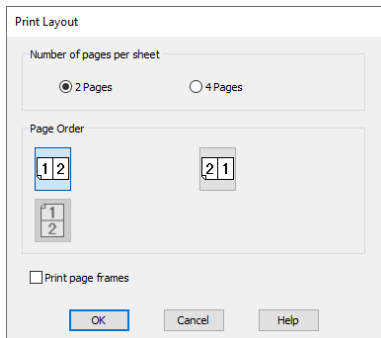 Print Layout
Number of pages per sheet
2 Pages 4 Pages
Page Order
1 2 2 1
1
2
Print page frames
OK Cancel Help